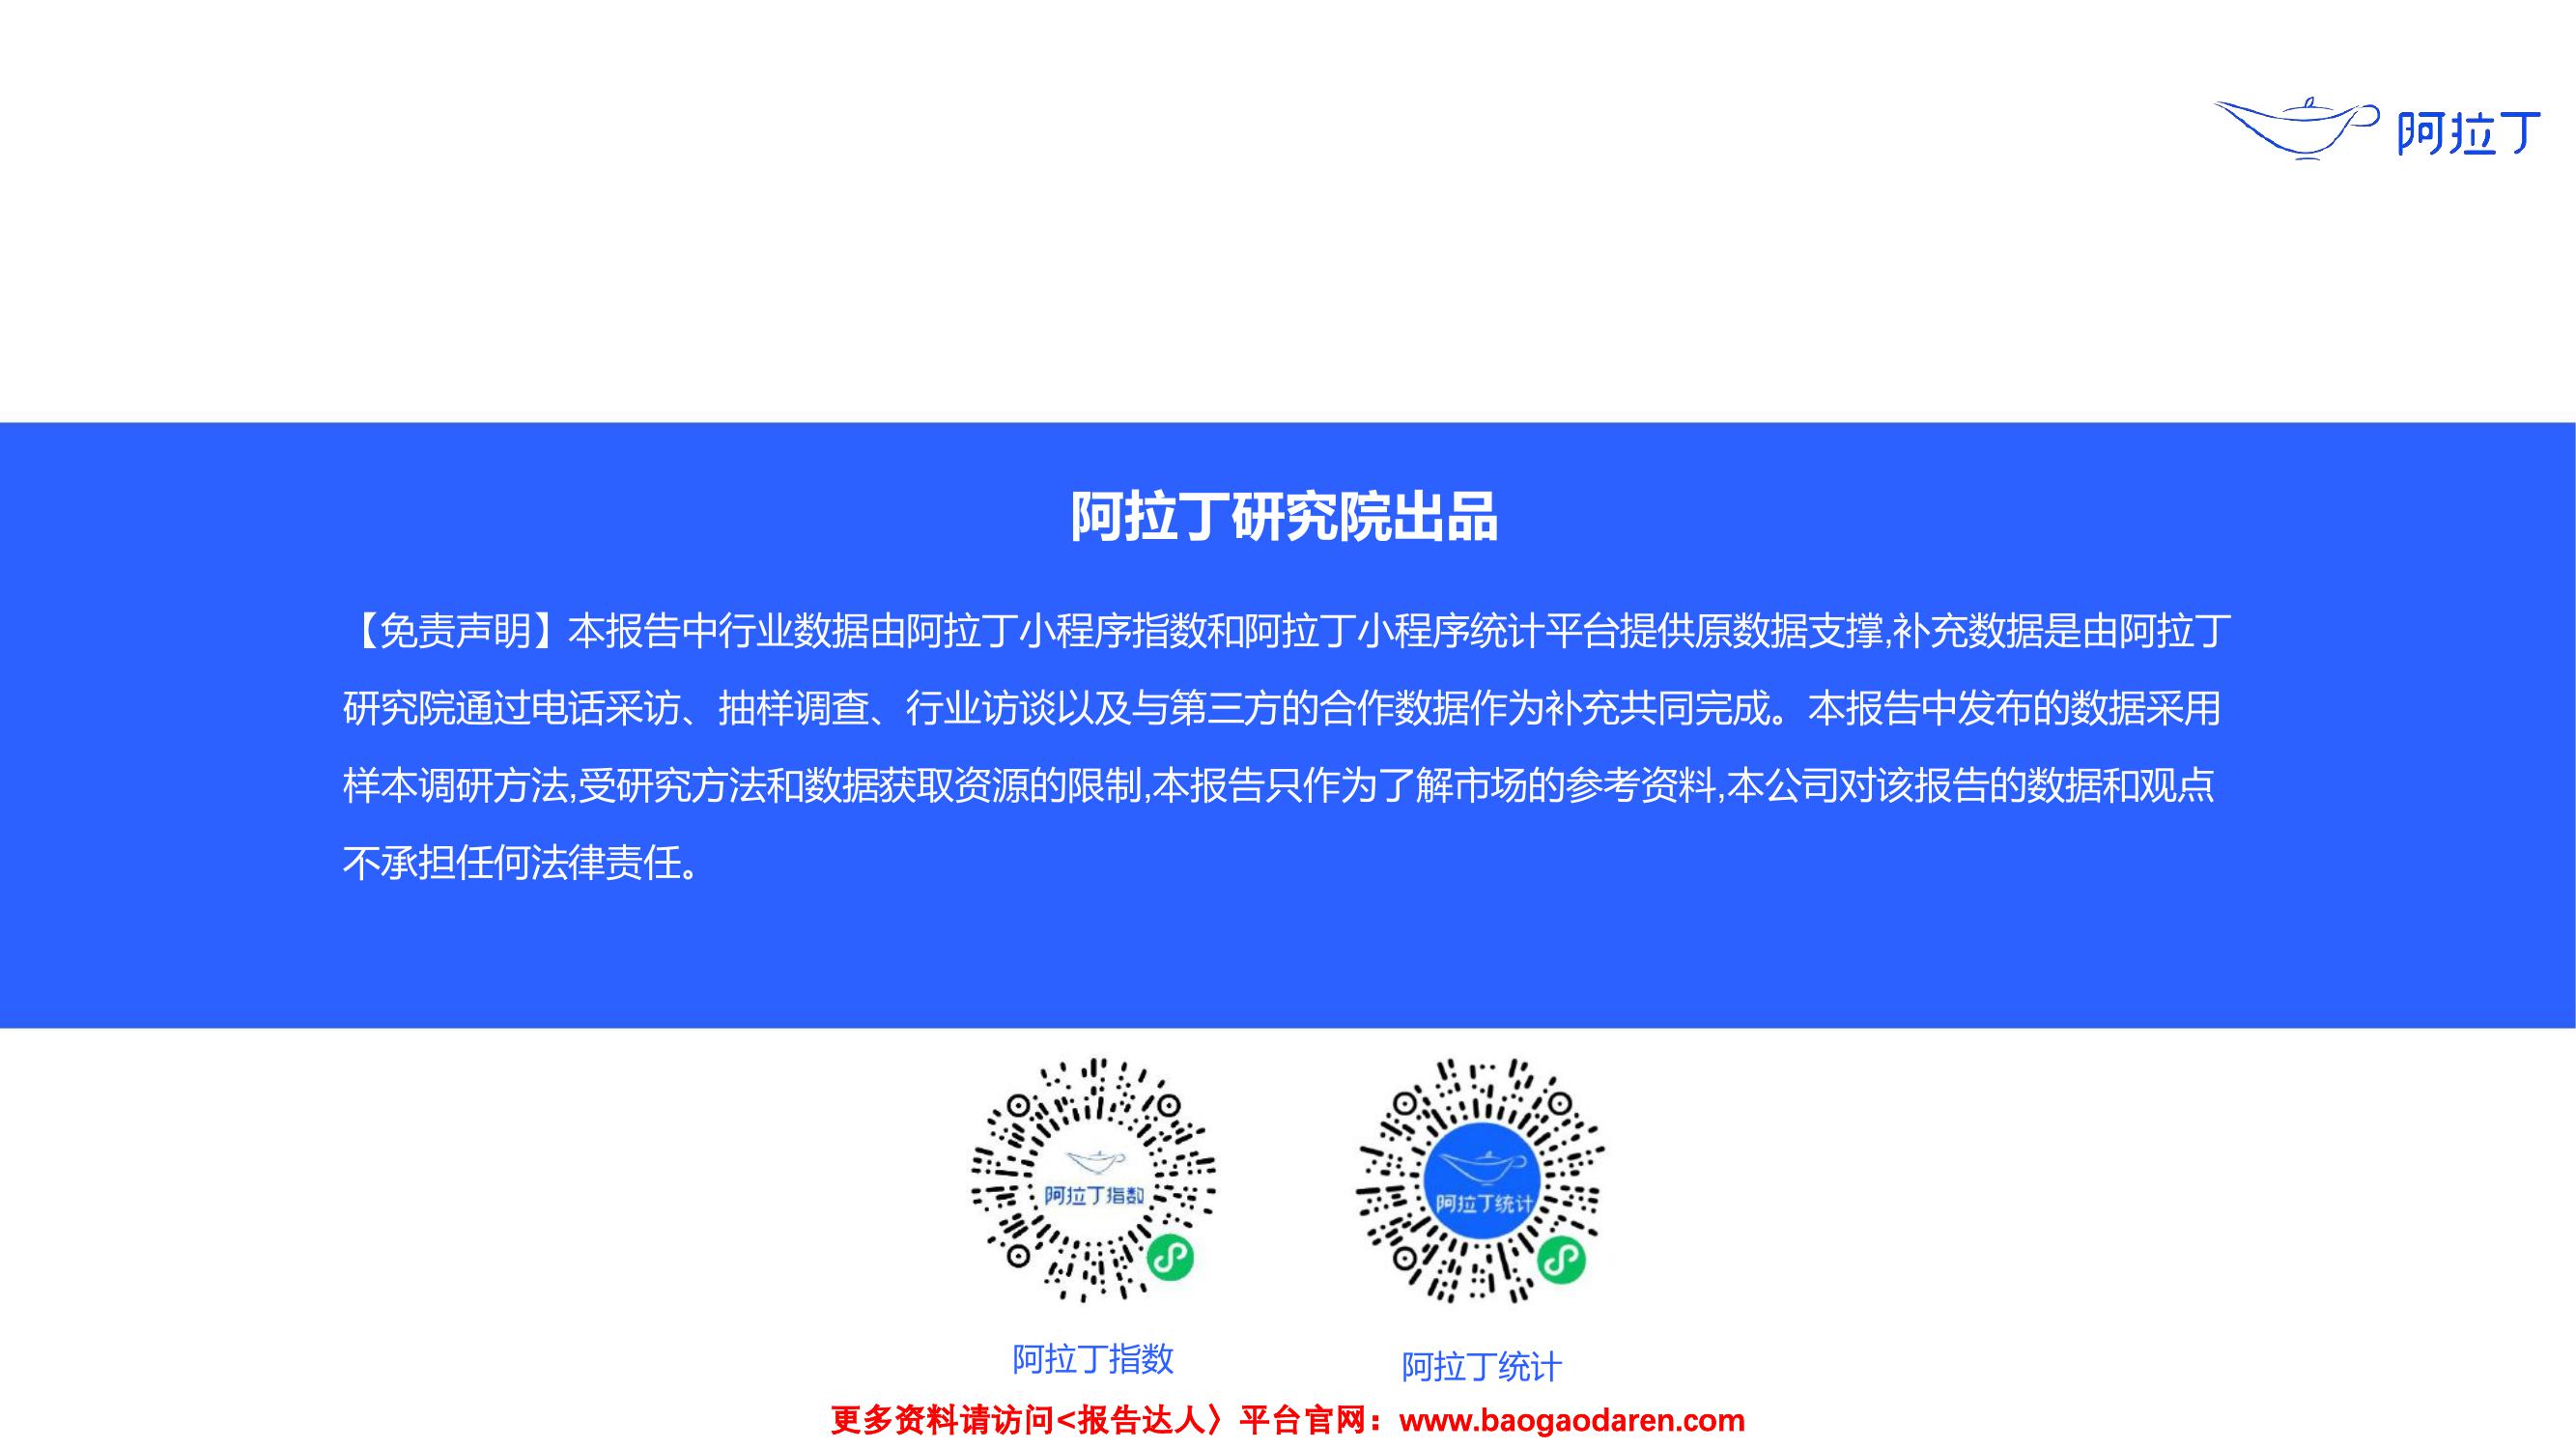 阿拉丁
阿拉丁研究院出品
【免责声明】本报告中行业数据由阿拉丁小程序指数和阿拉丁小程序统计平台提供原数据支撑,补充数据是由阿拉丁
研究院通过电话采访、抽样调查、行业访谈以及与第三方的合作数据作为补充共同完成。本报告中发布的数据采用
样本调研方法,受研究方法和数据获取资源的限制,本报告只作为了解市场的参考资料,本公司对该报告的数据和观点
不承担任何法律责任。
阿拉丁指数
阿拉丁统计
阿拉丁指数
阿拉丁统计
更多资料请访问<报告达人〉平台官网：www.baogaodaren.com